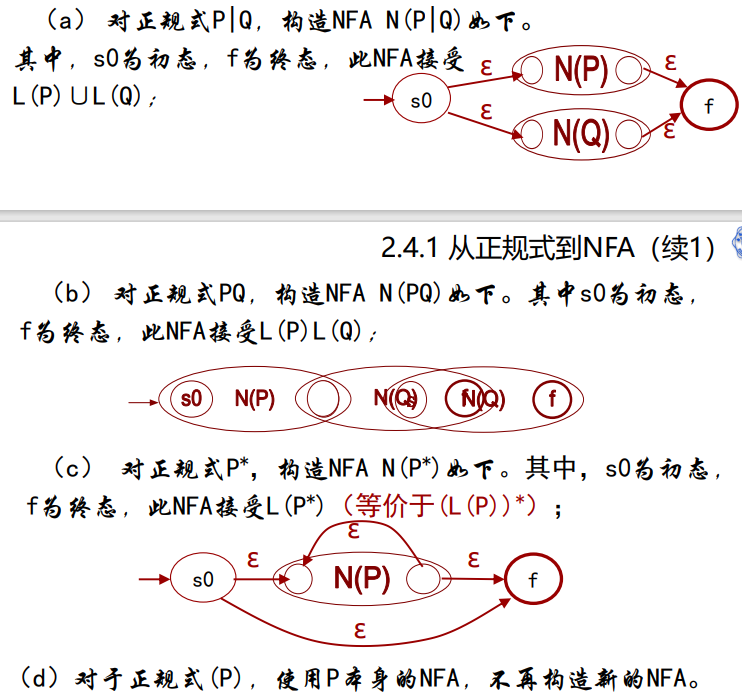 （a）对正规式P|Q，构造NFA N(P|Q)如下。
其中，s0为初态，f为终态，此NFA接受
L(P)∪L(Q)；
s0
ε
N(P)
ε
ε
N(Q)
ε
f
2.4.1 从正规式到NFA（续1）
（b）对正规式PQ，构造NFA N(PQ)如下。其中s0为初态，
f为终态，此NFA接受L(P)L(Q)；
s0 N(P) N(Q) N(Q) f
（c） 对正规式P*，构造NFA N(P*)如下。其中，s0为初态，
f为终态，此NFA接受L(P*)（等价于(L(P))*）；
ε
s0 ε N(P) ε f
ε
（d）对于正规式(P)，使用P本身的NFA，不再构造新的NFA。